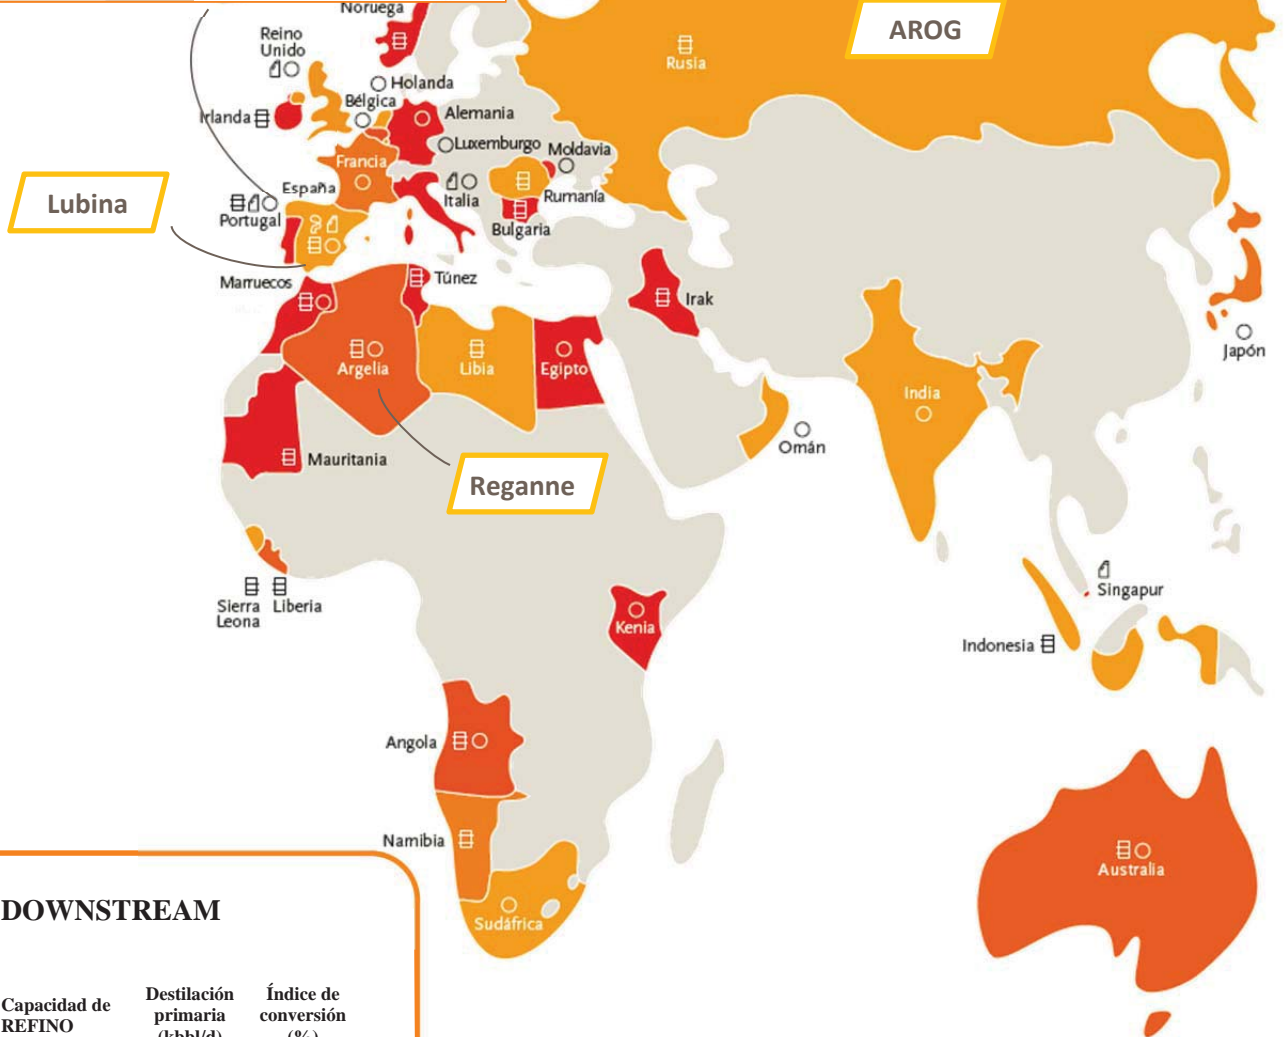 Noruega
AROG
Reino
Unido
Rusia
Holanda
Bélgica
Irlanda
Alemania
Luxemburgo
Moldavia
Francia
España
Lubina
Italia
Rumanía
Portugal
Bulgaria
Marruecos
Túnez
Irak
Japón
Argelia
Libia
Egipto
India
Omán
Mauritania
Reganne
Singapur
Sierra
Leona
Liberia
Kenia
Indonesia
Angola
Namibia
Australia
Sudáfrica
DOWNSTREAM
Capacidad de
REFINO
Destilación
primaria
(kbbl/d)
Índice de
conversión
(%)